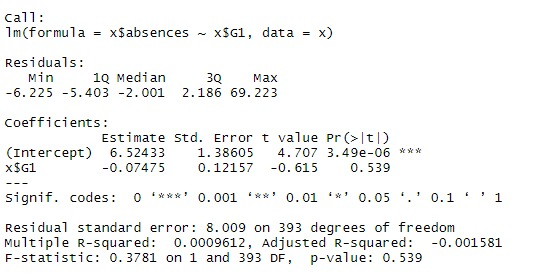 Call:
lm(formula = x$absences ~ x$G1, data = x)
Residuals:
Min 1Q Median 3Q Max
-6.225 -5.403 -2.001 2.186 69.223
Coefficients:
Estimate Std. Error t value Pr(>|t|)
(Intercept) 6.52433 1.38605 4.707 3.49e-06 ***
x$G1 -0.07475 0.12157 -0.615 0.539
---
Signif. codes: 0 ‘***’ 0.001 ‘**’ 0.01 ‘*’ 0.05 ‘.’ 0.1 ‘ ’ 1
Residual standard error: 8.009 on 393 degrees of freedom
Multiple R-squared: 0.0009612, Adjusted R-squared: -0.001581
F-statistic: 0.3781 on 1 and 393 DF, p-value: 0.539